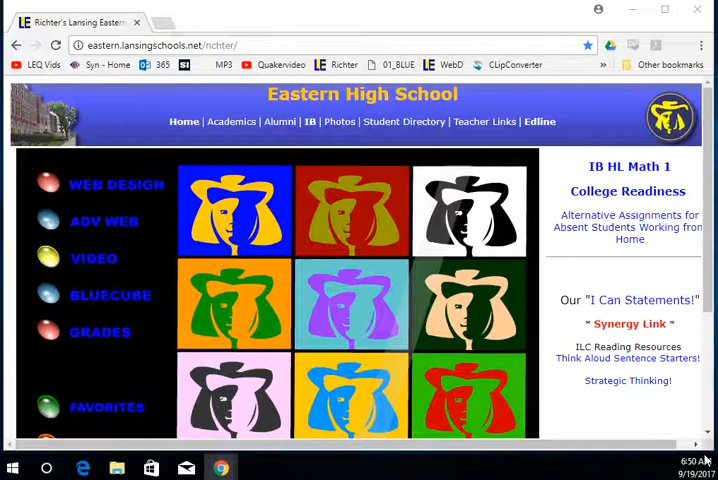 Richter's Lansing Eastern
eastern.lansingschools.net/richter/
LEQ Vids
Syn - Home
365
SI
MP3
Quakervideo
LE Richter
01_BLUE
LE WebD
CLipConverter
»
Other bookmarks
Eastern High School
Home | Academics | Alumni | IB | Photos | Student Directory | Teacher Links | Edline
WEB DESIGN
ADV WEB
VIDEO
BLUECUBE
GRADES
FAVORITES
IB HL Math 1
College Readiness
Alternative Assignments for
Absent Students Working from
Home
Our "I Can Statements!"
* Synergy Link *
ILC Reading Resources
Think Aloud Sentence Starters!
Strategic Thinking!
6:50 AM
9/19/2017